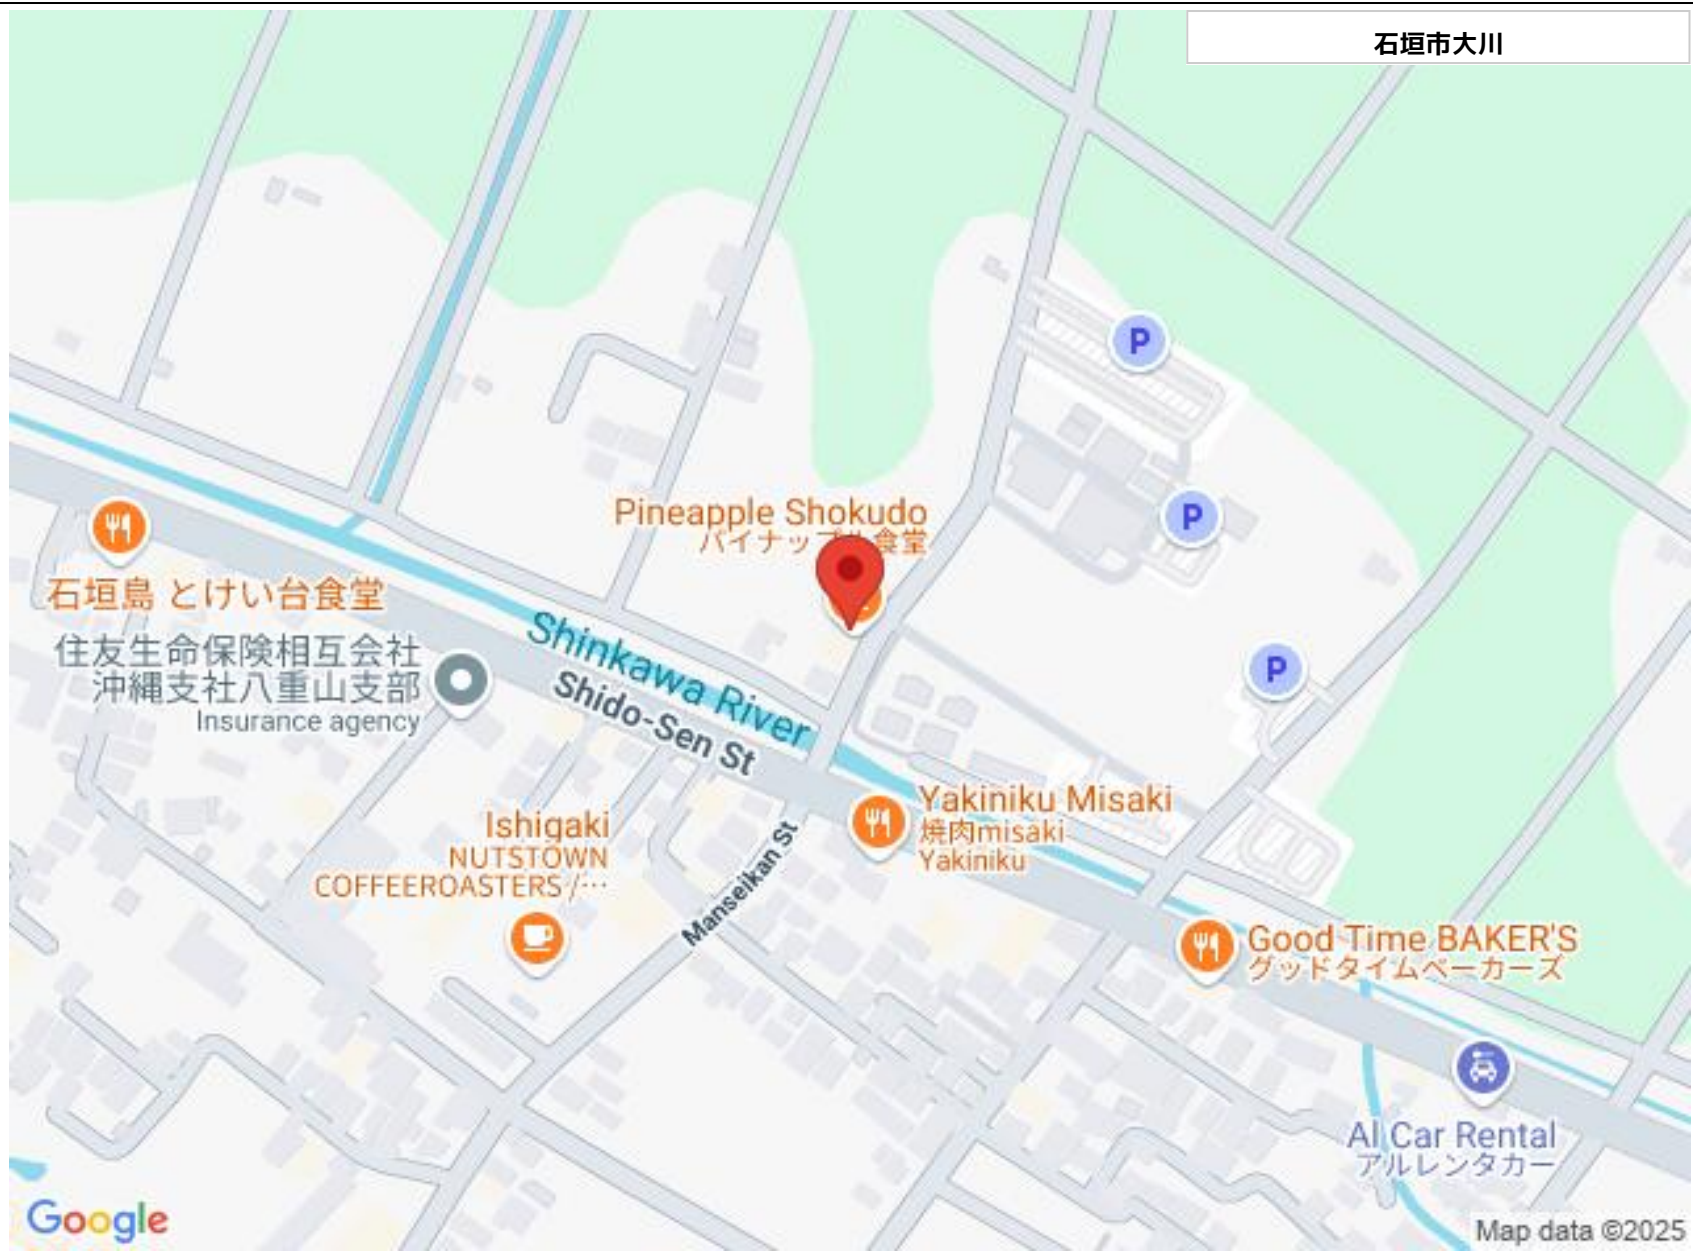 石垣市大川
P
P
Pineapple Shokudo
食堂
石垣島 とけい台食堂
住友生命保険相互会社
沖縄支社八重山支部
Insurance agency
P
Shinkawa River
Shido-Sen St
Yakiniku Misaki
焼肉misaki
Yakiniku
Ishigaki
NUTSTOWN
COFFEEROASTERS /…
Manseikan St
Good Time BAKER'S
グッドタイムベーカーズ
AI Car Rental
アルレンタカー
Google
Map data ©2025